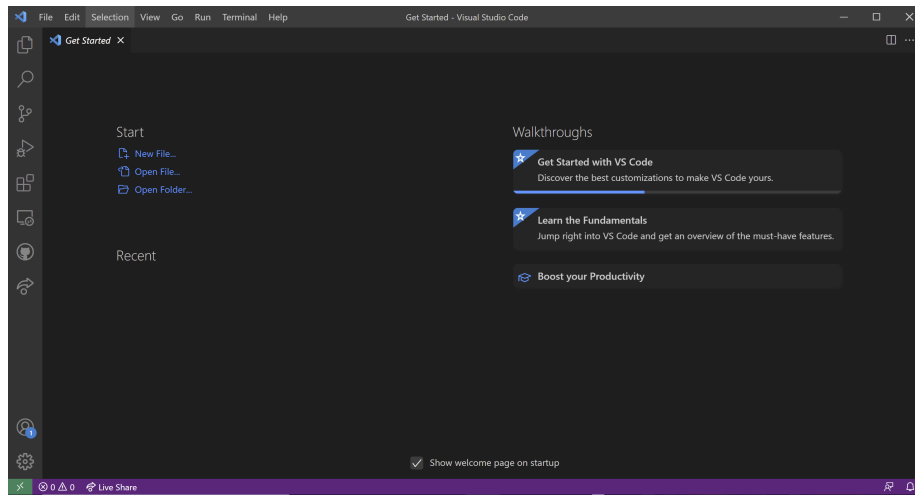 File Edit Selection View Go Run Terminal Help
Get Started - Visual Studio Code
Get Started
Start
New File...
Open File...
Open Folder...
Recent
Walkthroughs
Get Started with VS Code
Discover the best customizations to make VS Code yours.
Learn the Fundamentals
Jump right into VS Code and get an overview of the must-have features.
Boost your Productivity
1
Show welcome page on startup
0 0 Live Share